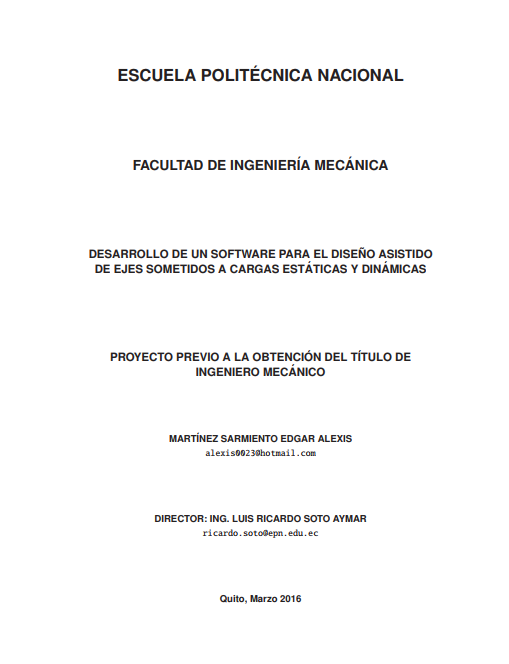 ESCUELA POLITÉCNICA NACIONAL
FACULTAD DE INGENIERÍA MECÁNICA
DESARROLLO DE UN SOFTWARE PARA EL DISEÑO ASISTIDO
DE EJES SOMETIDOS A CARGAS ESTÁTICAS Y DINÁMICAS
PROYECTO PREVIO A LA OBTENCIÓN DEL TÍTULO DE
INGENIERO MECÁNICO
MARTÍNEZ SARMIENTO EDGAR ALEXIS
alexis0023@hotmail.com
DIRECTOR: ING. LUIS RICARDO SOTO AYMAR
ricardo.soto@epn.edu.ec
Quito, Marzo 2016